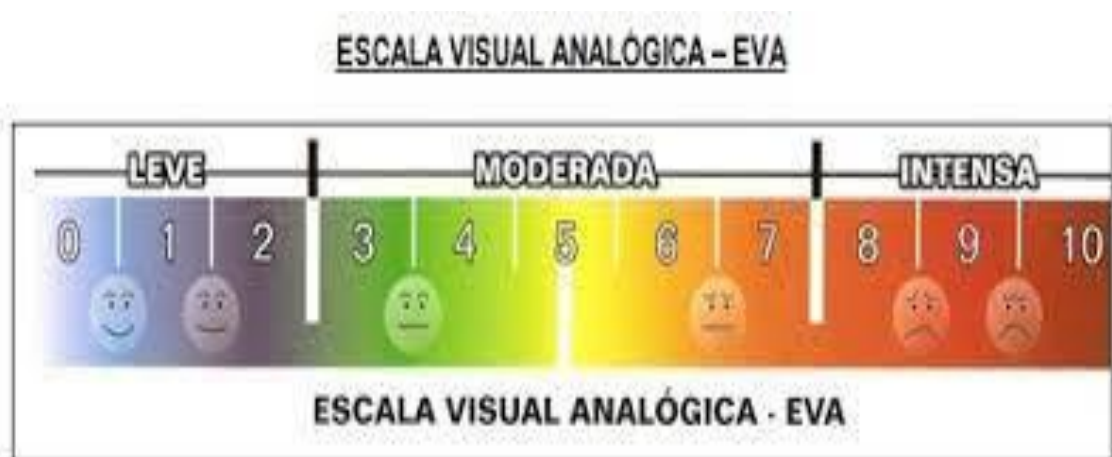 ESCALA VISUAL ANALÓGICA – EVA
LEVE MODERADA INTENSA
0 1 2 3 4 5 6 7 8 9 10
ESCALA VISUAL ANALÓGICA - EVA